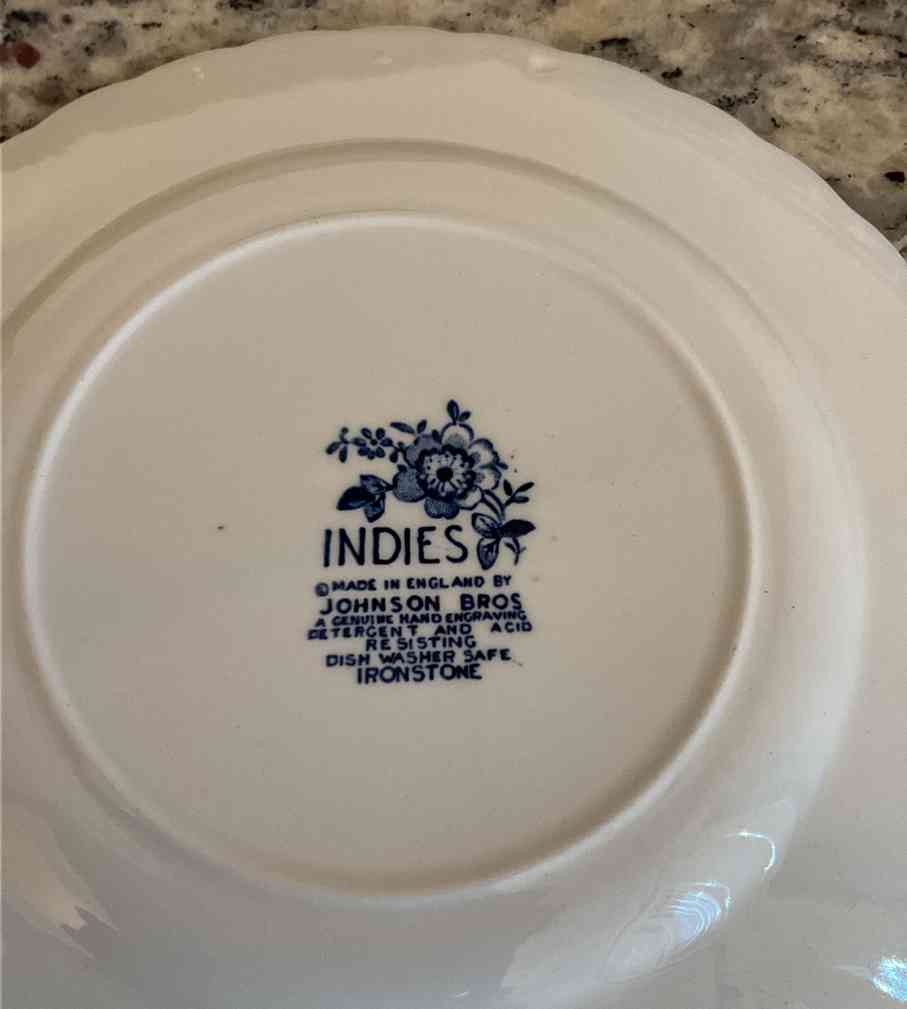 INDIES
©MADE IN ENGLAND BY
JOHNSON BROS
A GENUINE HAND ENGRAVING
DETERGENT AND ACID
RESISTING
DISH WASHER SAFE
IRONSTONE